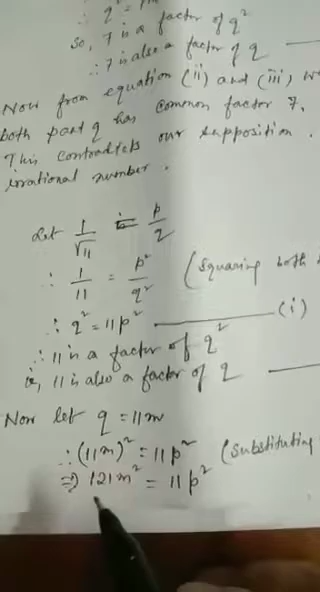 ∴ q² =
So, 7 is a factor of q²
∴ 7 is also a factor of q
Now from equation (ii) and (iii)
both p and q has common factor 7.
This contradicts our supposition.
irrational number.
Let 1/√11 = p/q
∴ 1/11 = p²/q² (Squaring both
∴ q² = 11p² (i)
∴ 11 is a factor of q²
ie, 11 is also a factor of q
Now let q = 11m
∴ (11m)² = 11p² (Substituting
⇒ 121m² = 11p²